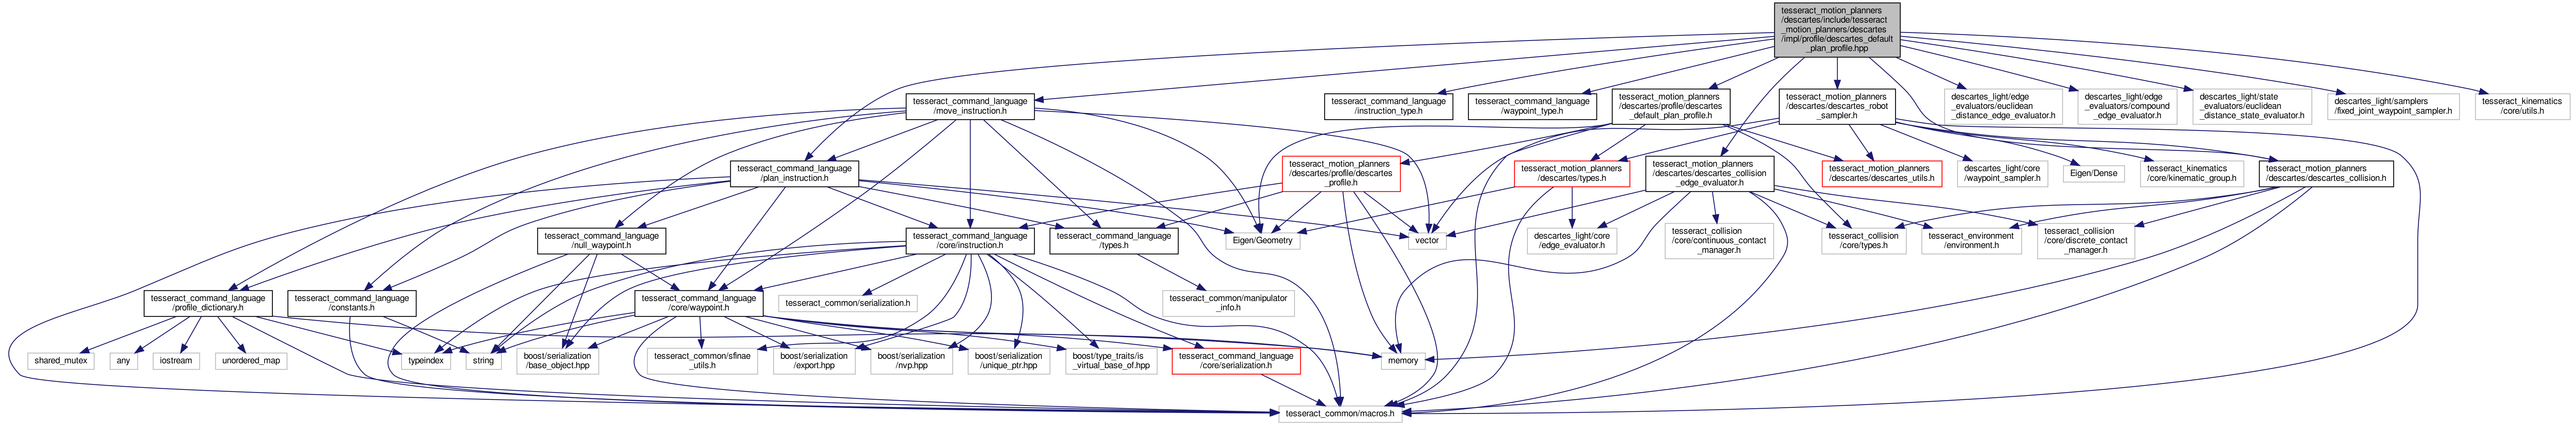 tesseract_motion_planners
/descartes/include/tesseract
_motion_planners/descartes
/impl/profile/descartes_default
_plan_profile.hpp
tesseract_command_language
/move_instruction.h
tesseract_command_language
/instruction_type.h
tesseract_command_language
/waypoint_type.h
tesseract_motion_planners
/descartes/profile/descartes
_default_plan_profile.h
tesseract_motion_planners
/descartes/descartes_robot
_sampler.h
descartes_light/edge
_evaluators/euclidean
_distance_edge_evaluator.h
descartes_light/edge
_evaluators/compound
_edge_evaluator.h
descartes_light/state
_evaluators/euclidean
_distance_state_evaluator.h
descartes_light/samplers
/fixed_joint_waypoint_sampler.h
tesseract_kinematics
/core/utils.h
tesseract_command_language
/plan_instruction.h
tesseract_motion_planners
/descartes/profile/descartes
_profile.h
tesseract_motion_planners
/descartes/types.h
tesseract_motion_planners
/descartes/descartes_collision
_edge_evaluator.h
tesseract_motion_planners
/descartes/descartes_utils.h
descartes_light/core
/waypoint_sampler.h
Eigen/Dense
tesseract_kinematics
/core/kinematic_group.h
tesseract_motion_planners
/descartes/descartes_collision.h
tesseract_command_language
/null_waypoint.h
tesseract_command_language
/core/instruction.h
tesseract_command_language
/types.h
Eigen/Geometry
vector
descartes_light/core
/edge_evaluator.h
tesseract_collision
/core/continuous_contact
_manager.h
tesseract_collision
/core/types.h
tesseract_environment
/environment.h
tesseract_collision
/core/discrete_contact
_manager.h
tesseract_command_language
/profile_dictionary.h
tesseract_command_language
/constants.h
tesseract_command_language
/core/waypoint.h
tesseract_common/serialization.h
tesseract_common/manipulator
_info.h
shared_mutex
any
iostream
unordered_map
typeindex
string
boost/serialization
/base_object.hpp
tesseract_common/sfinae
_utils.h
boost/serialization
/export.hpp
boost/serialization
/nvp.hpp
boost/serialization
/unique_ptr.hpp
boost/type_traits/is
_virtual_base_of.hpp
tesseract_command_language
/core/serialization.h
memory
tesseract_common/macros.h